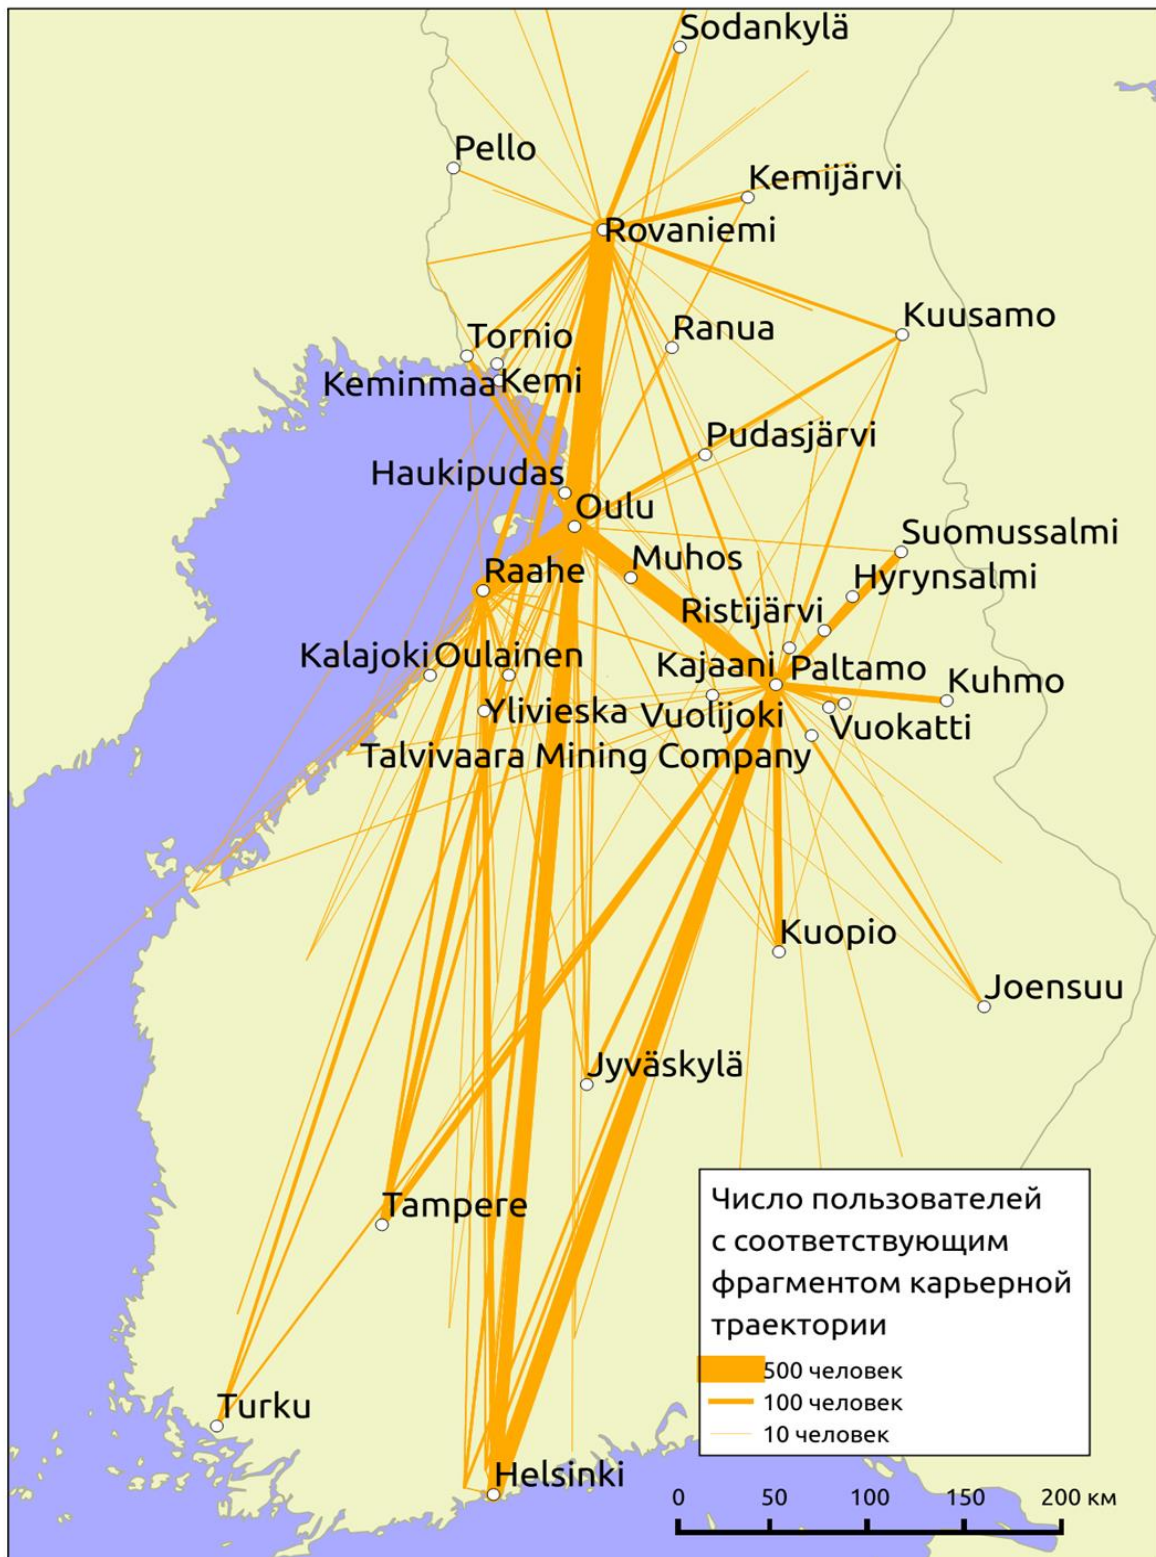 Sodankylä
Pello
Kemijärvi
Rovaniemi
Kuusamo
Tornio
Ranua
Keminmaa
Kemi
Pudasjärvi
Haukipudas
Oulu
Suomussalmi
Muhos
Raahe
Hyrynsalmi
Ristijärvi
Kalajoki
Oulainen
Kajaani
Paltamo
Kuhmo
Ylivieska
Vuolijoki
Vuokatti
Talvivaara Mining Company
Kuopio
Joensuu
Jyväskylä
Tampere
Turku
Helsinki
Число пользователей
с соответствующим
фрагментом карьерной
траектории
500 человек
100 человек
10 человек
0 50 100 150 200 км